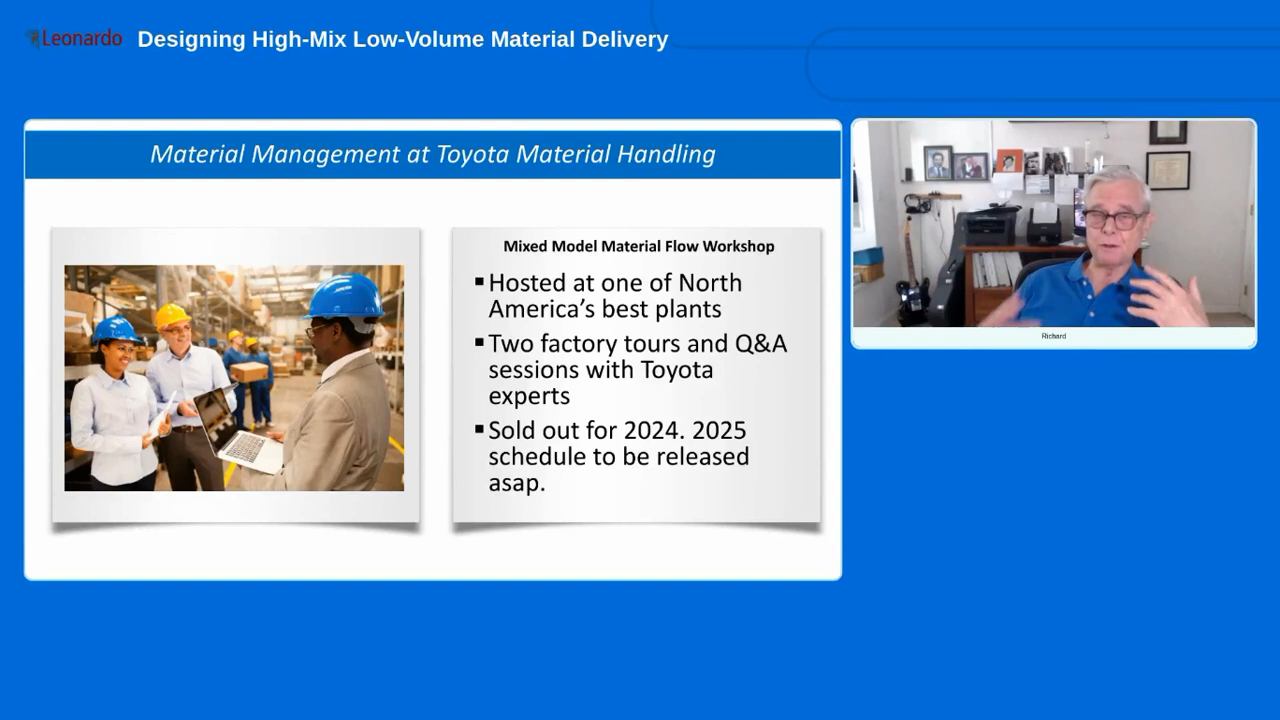 Leonardo
Designing High-Mix Low-Volume Material Delivery
Material Management at Toyota Material Handling
Mixed Model Material Flow Workshop
▪Hosted at one of North
America's best plants
▪Two factory tours and Q&A
sessions with Toyota
experts
▪Sold out for 2024. 2025
schedule to be released
asap.
Richard